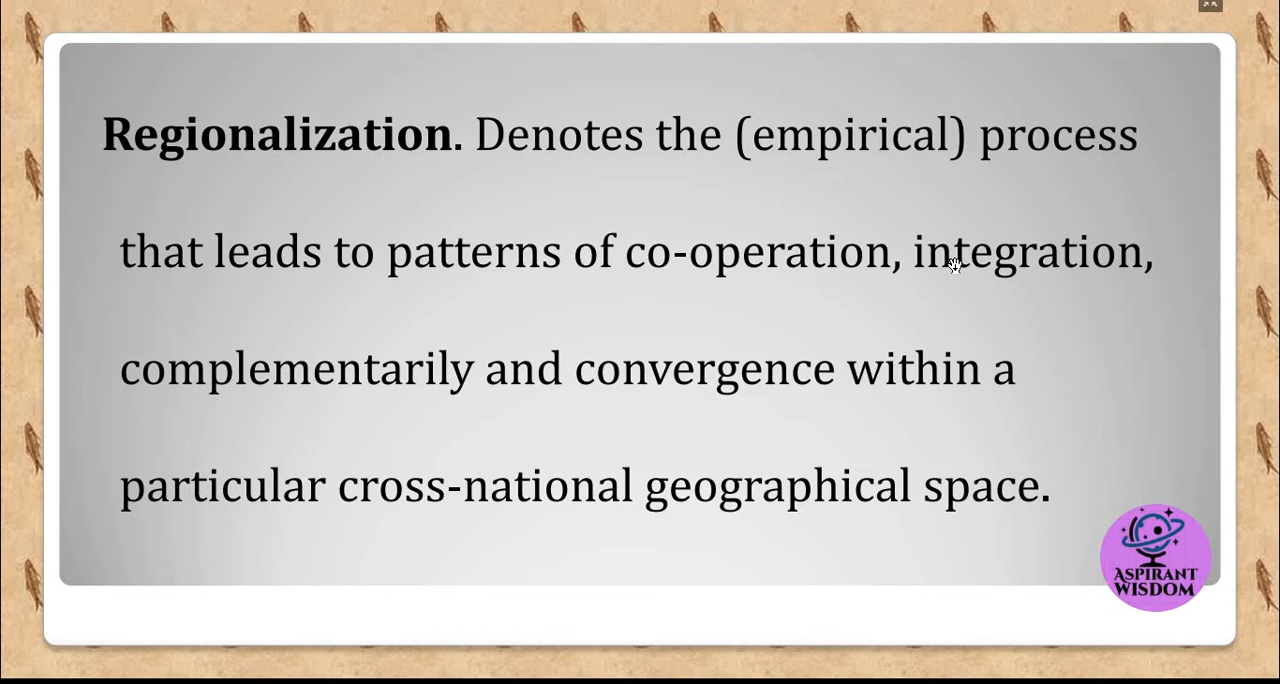 Regionalization. Denotes the (empirical) process
that leads to patterns of co-operation, integration,
complementarily and convergence within a
particular cross-national geographical space.
ASPIRANT
WISDOM